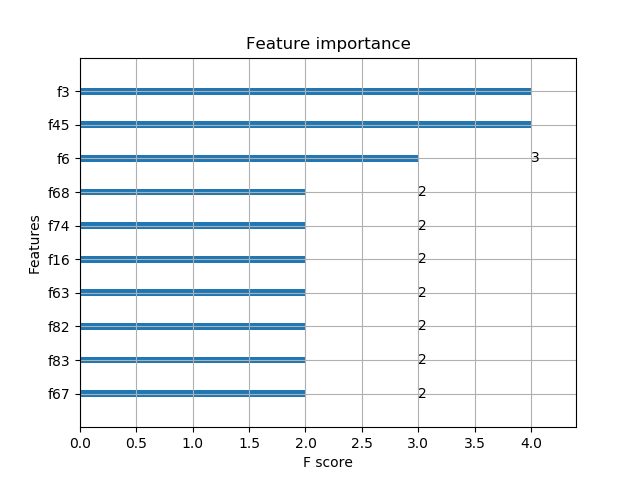 Feature importance
Features
f3
f45
f6 3
f68 2
f74 2
f16 2
f63 2
f82 2
f83 2
f67 2
0.0 0.5 1.0 1.5 2.0 2.5 3.0 3.5 4.0
F score